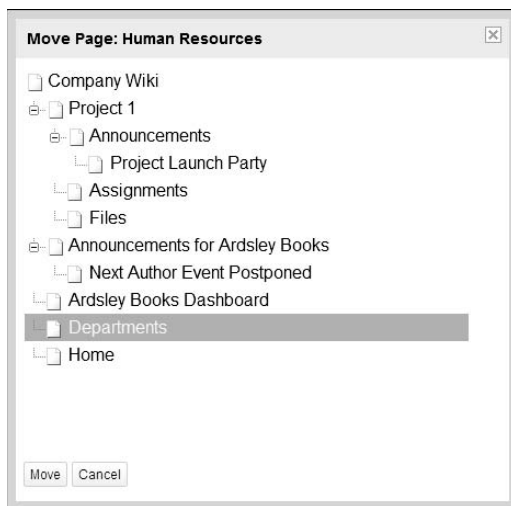 Move Page: Human Resources
Company Wiki
Project 1
Announcements
Project Launch Party
Assignments
Files
Announcements for Ardsley Books
Next Author Event Postponed
Ardsley Books Dashboard
Departments
Home
Move Cancel